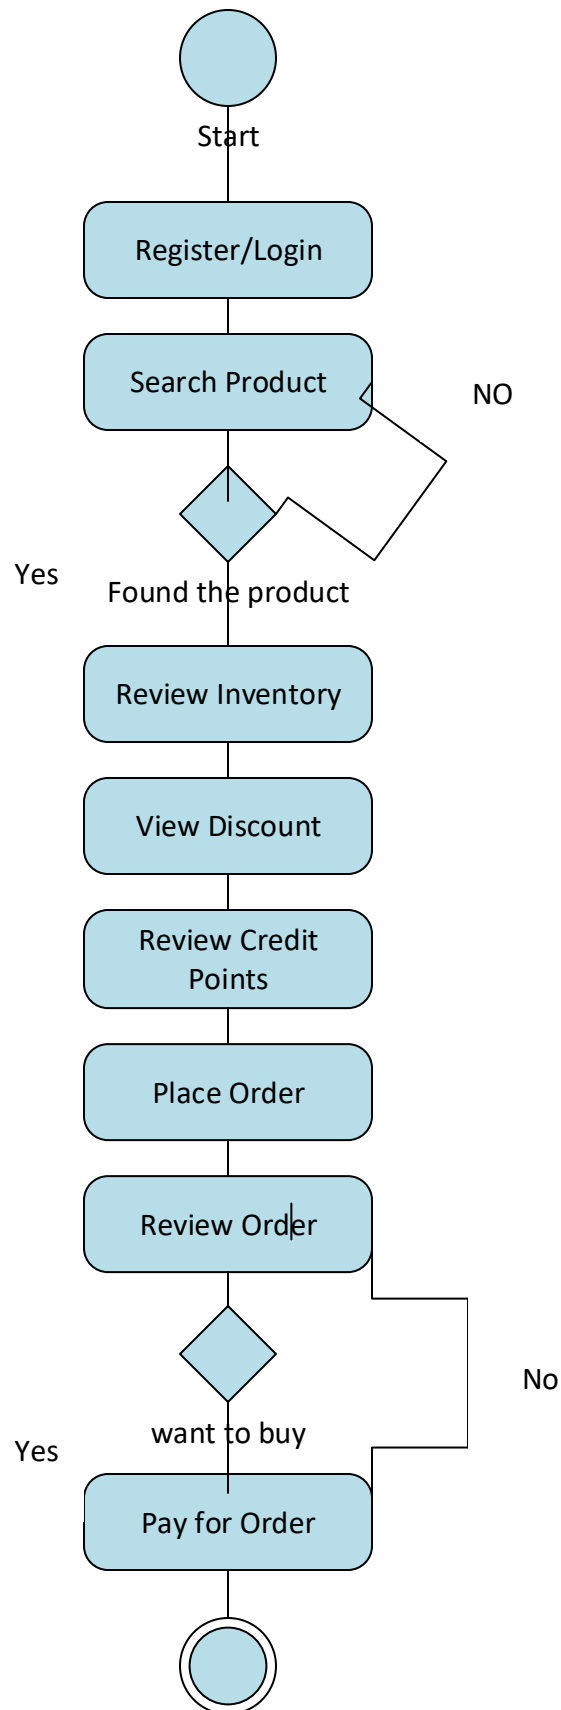 Start
Register/Login
Search Product
NO
Yes
Found the product
Review Inventory
View Discount
Review Credit
Points
Place Order
Review Order
No
want to buy
Yes
Pay for Order